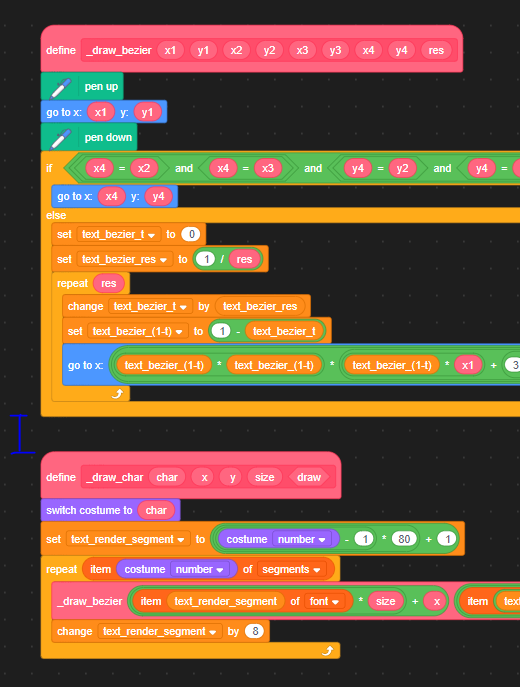 define _draw_bezier x1 y1 x2 y2 x3 y3 x4 y4 res
pen up
go to x: x1 y: y1
pen down
if x4 = x2 and x4 = x3 and y4 = y2 and y4 =
go to x: x4 y: y4
else
set text_bezier_t to 0
set text_bezier_res to 1 / res
repeat res
change text_bezier_t by text_bezier_res
set text_bezier_(1-t) to 1 - text_bezier_t
go to x: text_bezier_(1-t) * text_bezier_(1-t) * text_bezier_(1-t) * x1 + 3
define _draw_char char x y size draw
switch costume to char
set text_render_segment to costume number - 1 * 80 + 1
repeat item costume number of segments
_draw_bezier item text_render_segment of font * size + x item
change text_render_segment by 8